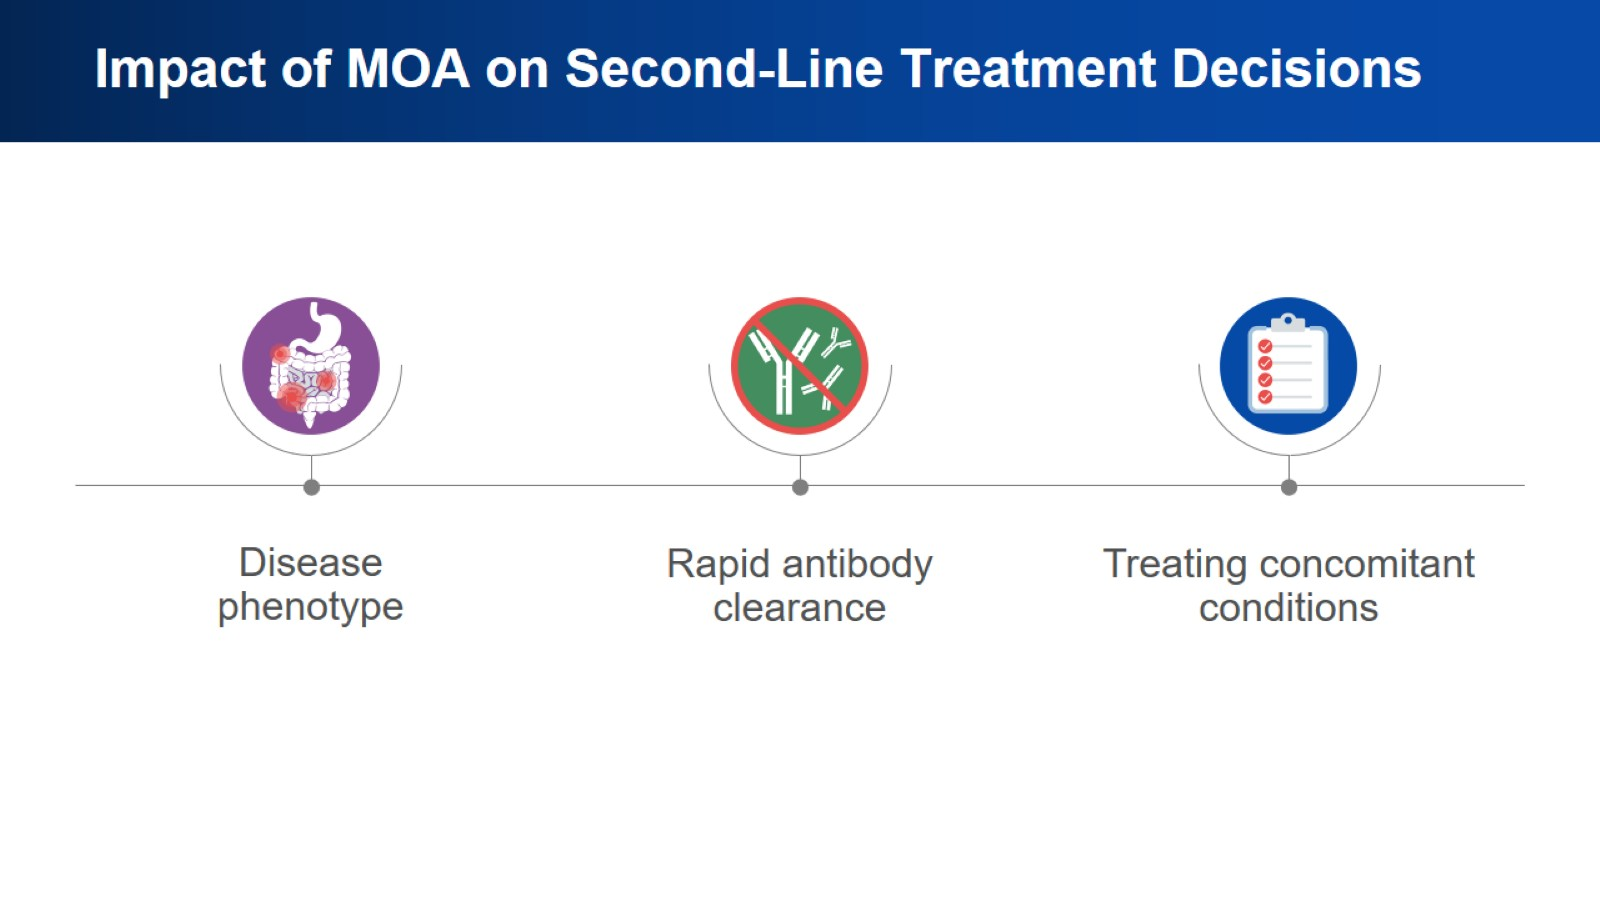 Impact of MOA on Second-Line Treatment Decisions
Disease
phenotype
Rapid antibody
clearance
Treating concomitant
conditions